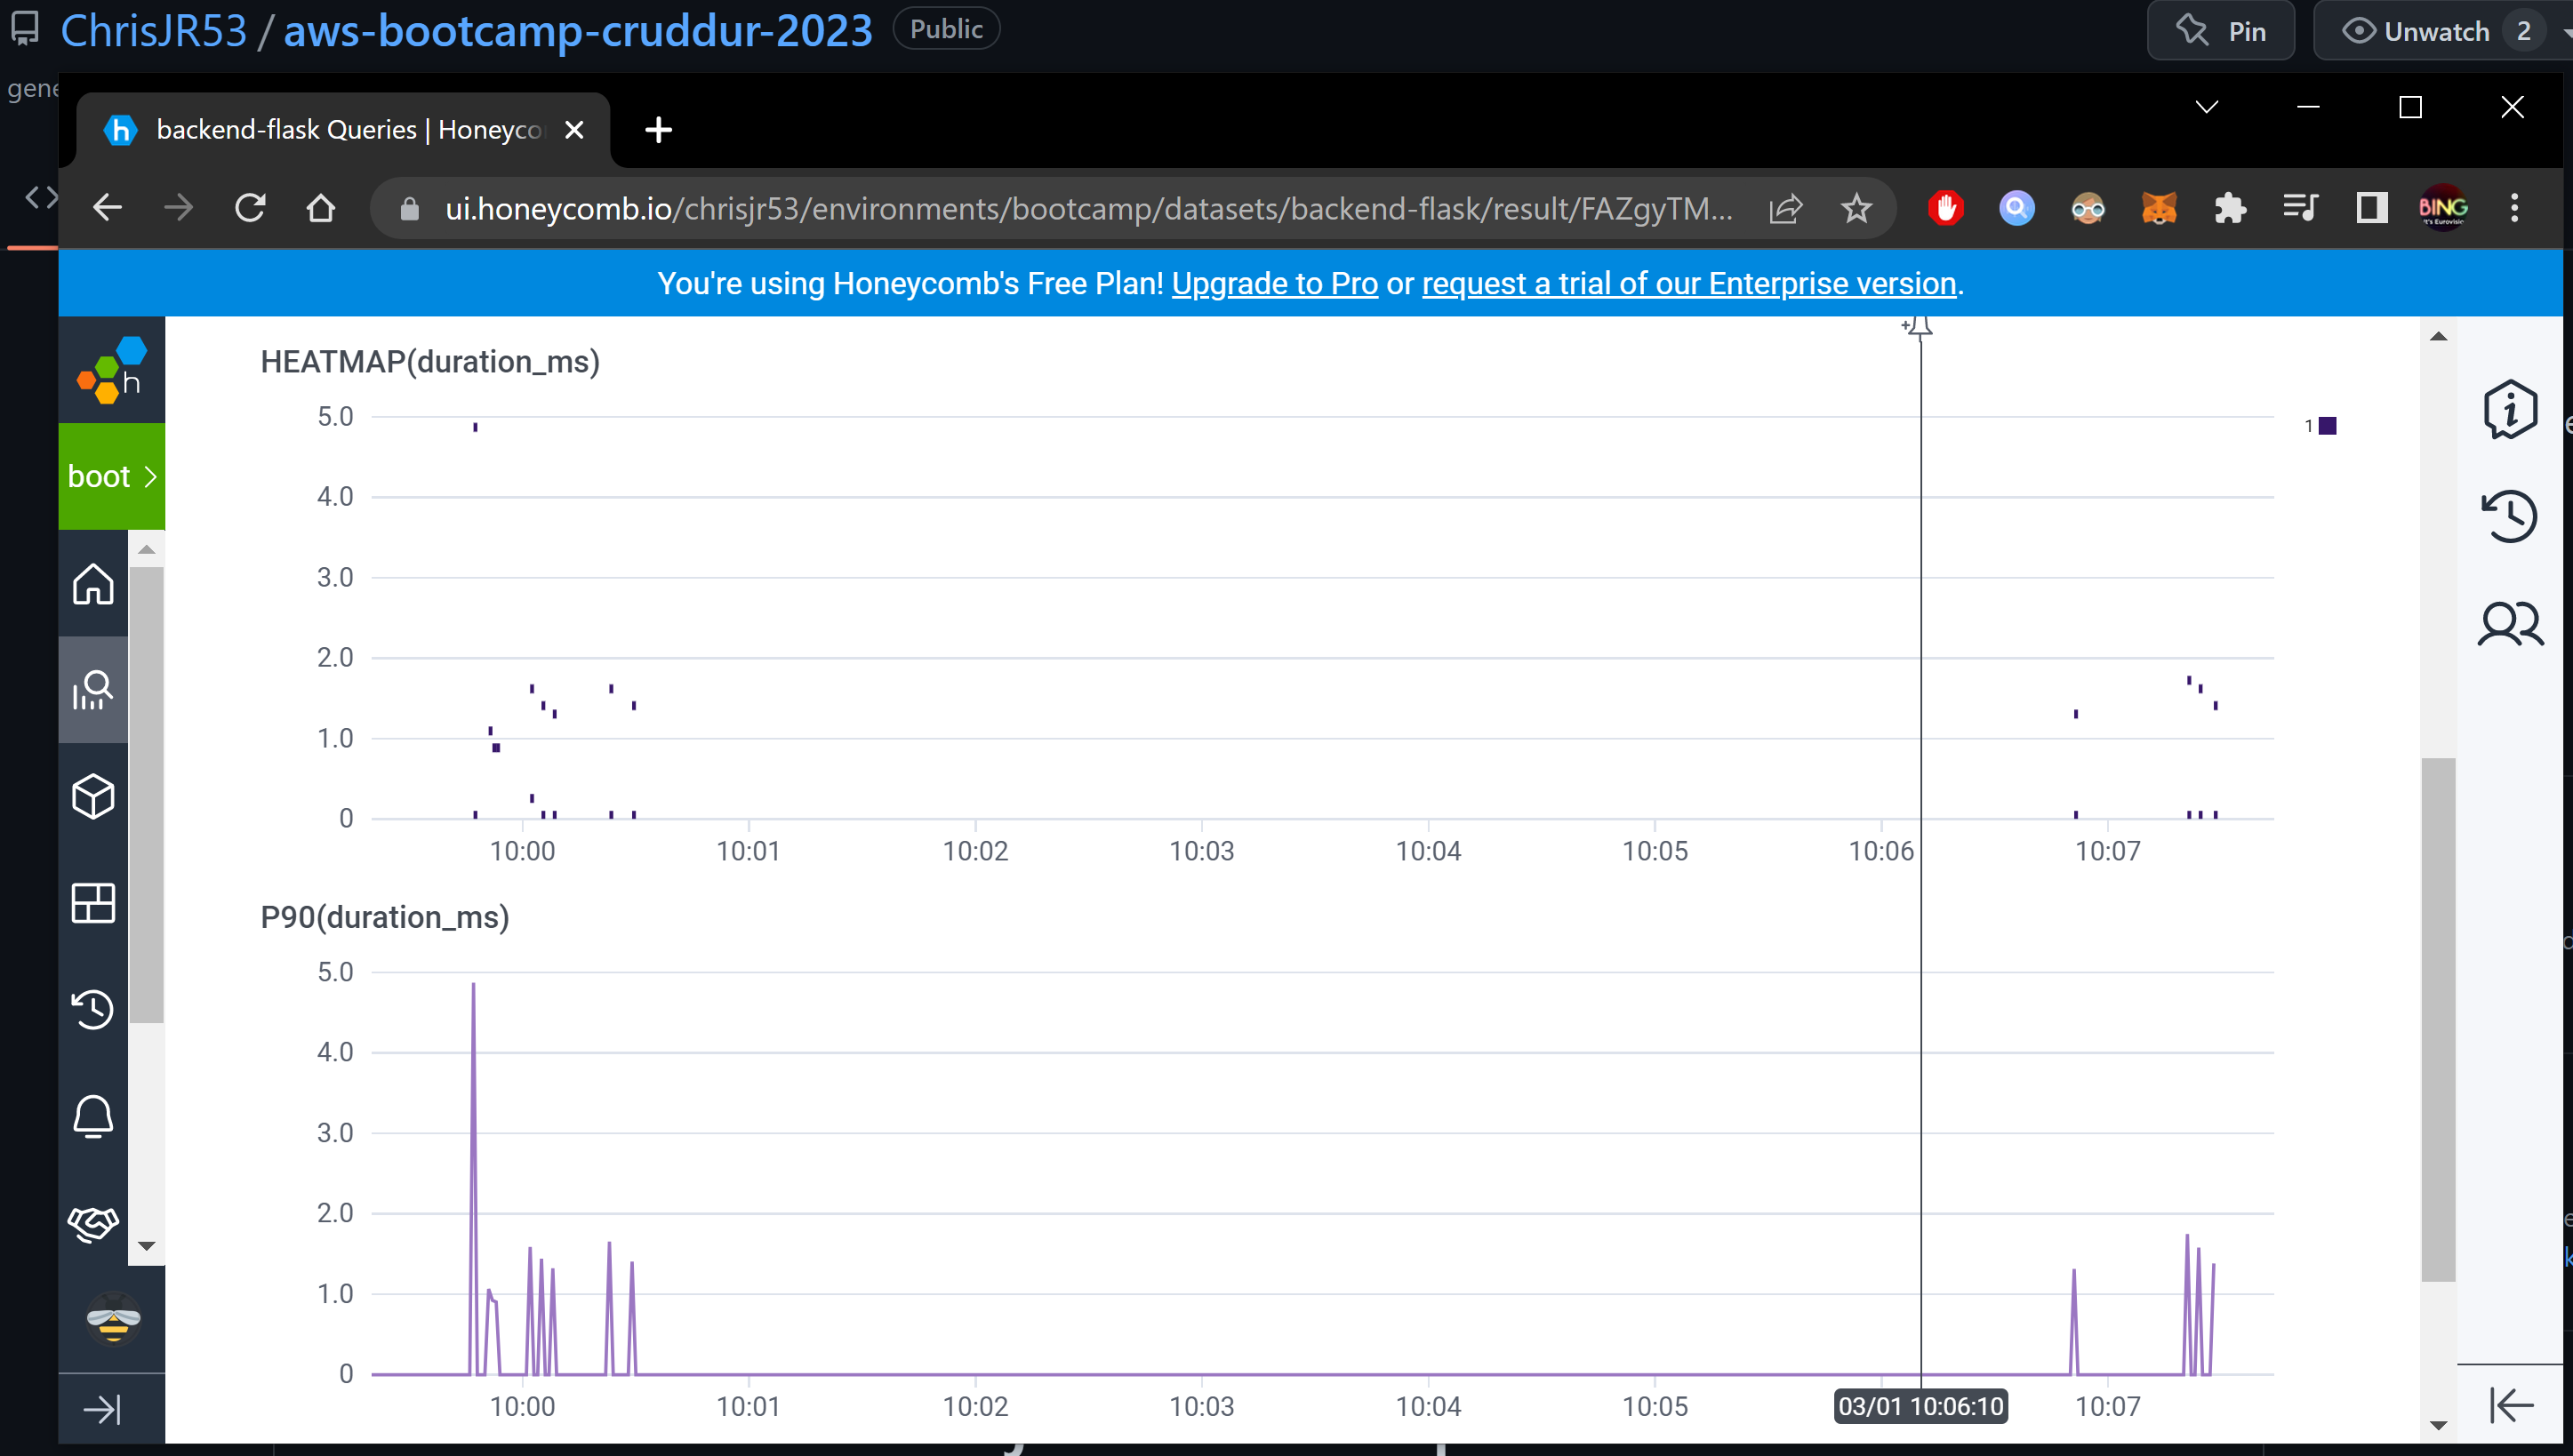 ChrisJR53 / aws-bootcamp-cruddur-2023 Public Pin Unwatch 2
gene
backend-flask Queries | Honeyco
ui.honeycomb.io/chrisjr53/environments/bootcamp/datasets/backend-flask/result/FAZgyTM...
BING
It's Eurovisio
You're using Honeycomb's Free Plan! Upgrade to Pro or request a trial of our Enterprise version.
h
boot
HEATMAP(duration_ms)
5.0
4.0
3.0
2.0
1.0
0
1
10:00 10:01 10:02 10:03 10:04 10:05 10:06 10:07
P90(duration_ms)
5.0
4.0
3.0
2.0
1.0
0
10:00 10:01 10:02 10:03 10:04 10:05 03/01 10:06:10 10:07